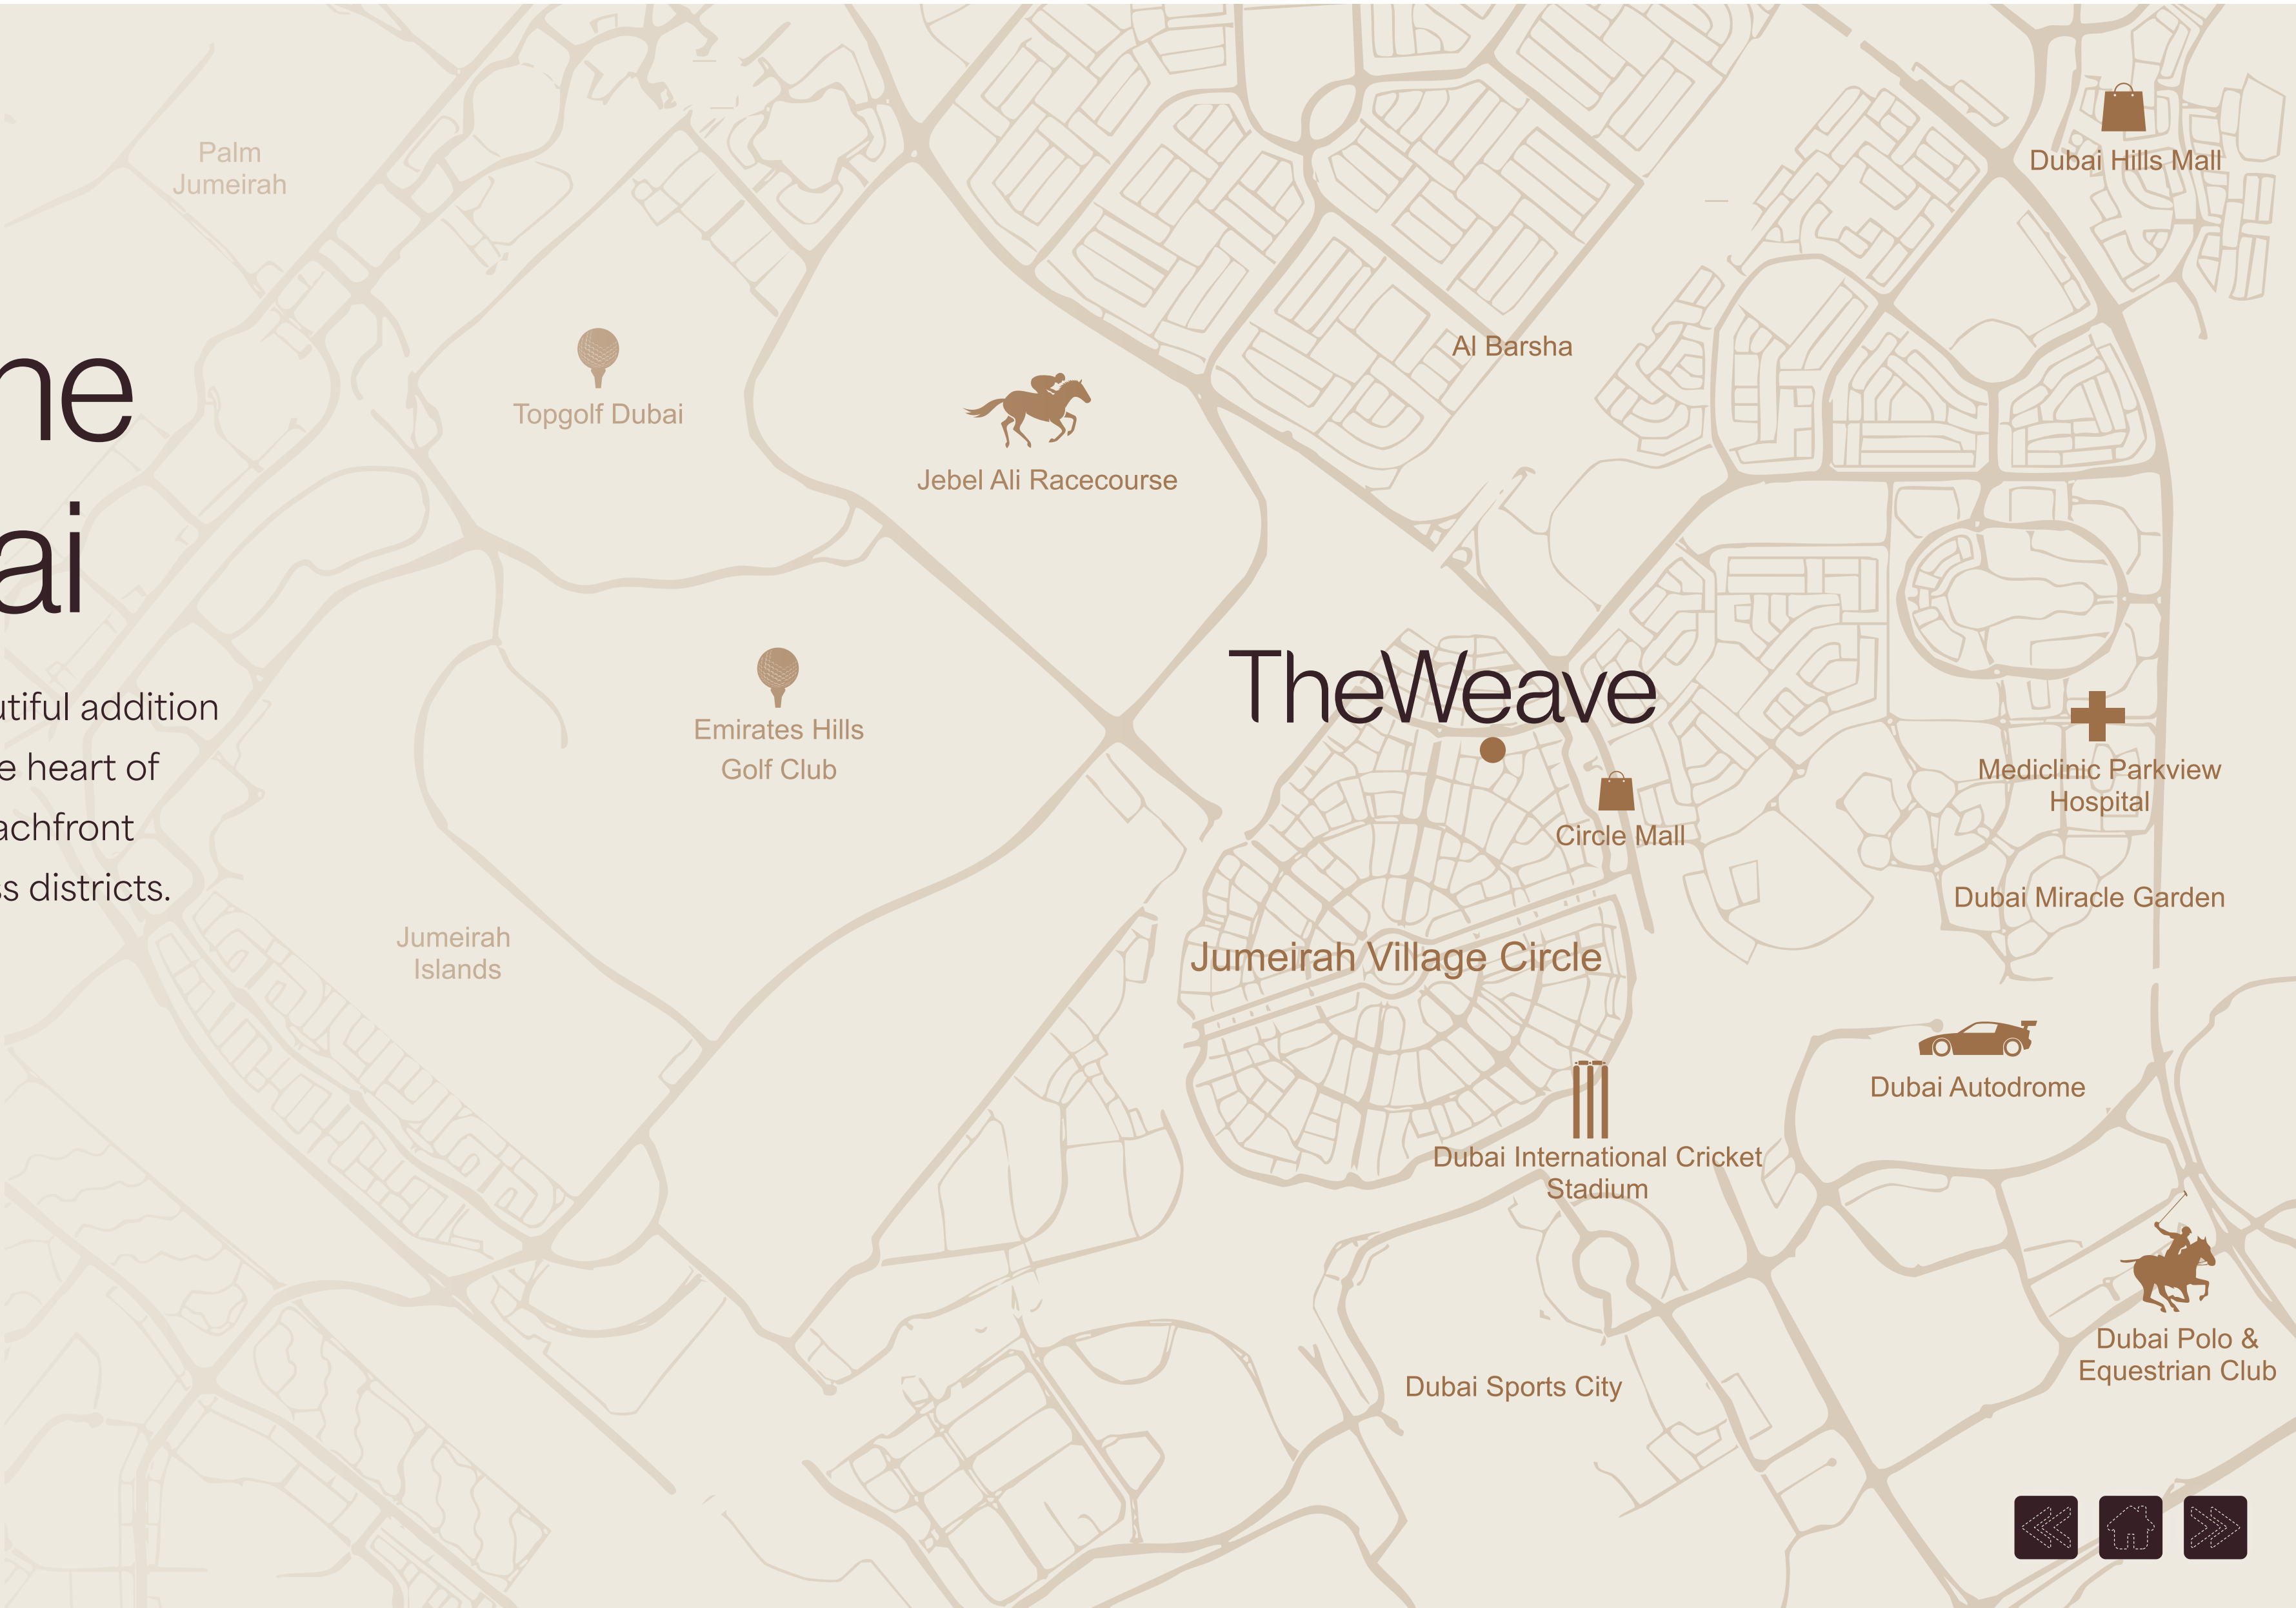 he
ai
utiful addition
e heart of
achfront
ss districts.
Palm
Jumeirah
Dubai Hills Mall
Al Barsha
Topgolf Dubai
Jebel Ali Racecourse
TheWeave
Emirates Hills
Golf Club
Mediclinic Parkview
Hospital
Circle Mall
Dubai Miracle Garden
Jumeirah
Islands
Jumeirah Village Circle
Dubai Autodrome
Dubai International Cricket
Stadium
Dubai Polo &
Equestrian Club
Dubai Sports City